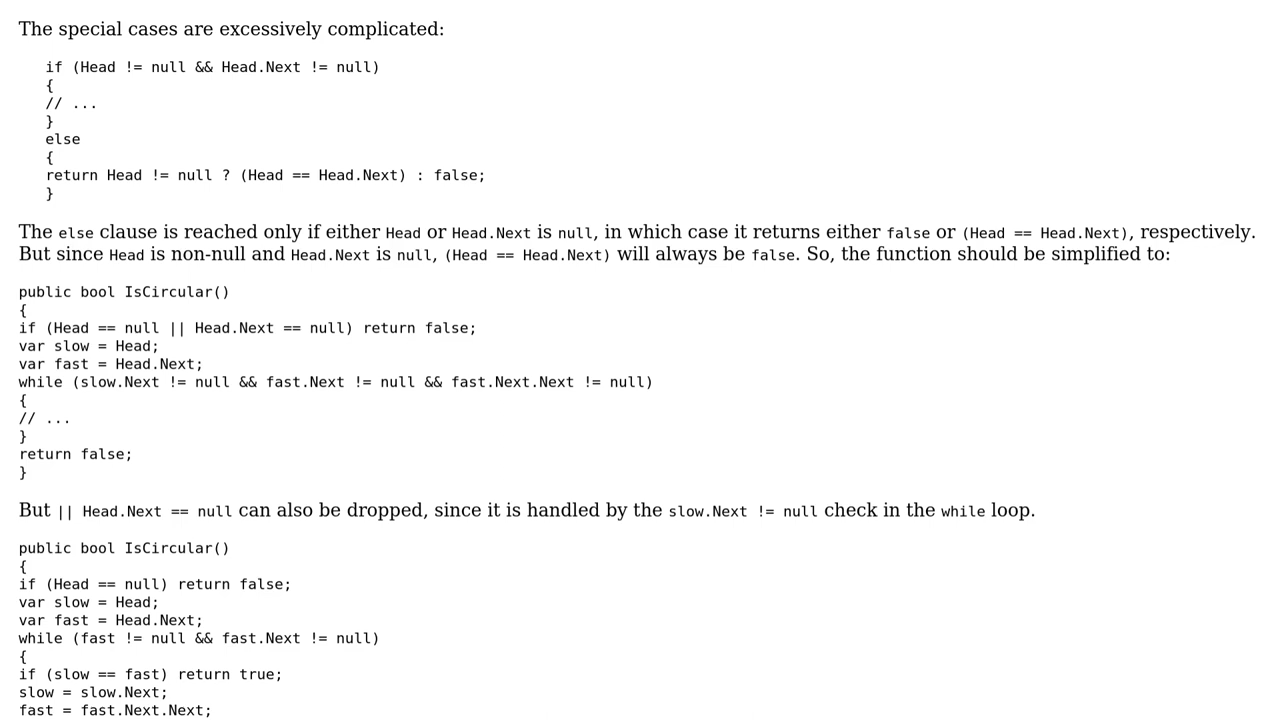 The special cases are excessively complicated:
if (Head != null && Head.Next != null)
{
// ...
}
else
{
return Head != null ? (Head == Head.Next) : false;
}
The else clause is reached only if either Head or Head.Next is null, in which case it returns either false or (Head == Head.Next), respectively.
But since Head is non-null and Head.Next is null, (Head == Head.Next) will always be false. So, the function should be simplified to:
public bool IsCircular()
{
if (Head == null || Head.Next == null) return false;
var slow = Head;
var fast = Head.Next;
while (slow.Next != null && fast.Next != null && fast.Next.Next != null)
{
// ...
}
return false;
}
But || Head.Next == null can also be dropped, since it is handled by the slow.Next != null check in the while loop.
public bool IsCircular()
{
if (Head == null) return false;
var slow = Head;
var fast = Head.Next;
while (fast != null && fast.Next != null)
{
if (slow == fast) return true;
slow = slow.Next;
fast = fast.Next.Next;